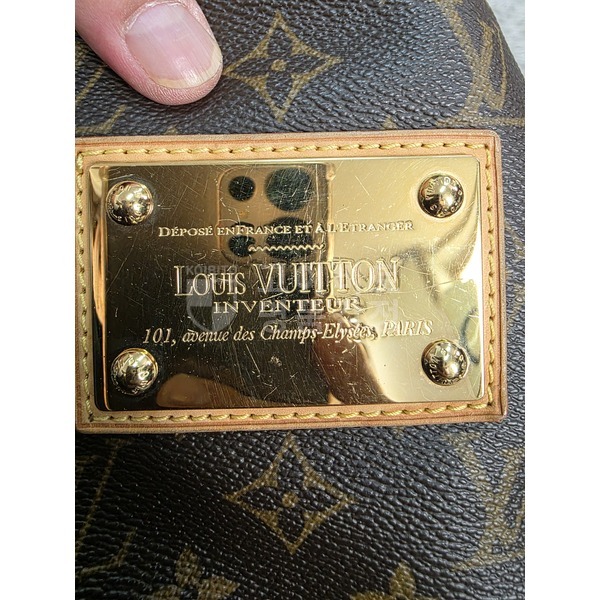 DÉPOSÉ EN FRANCE ET À L'ETRANGER
LOUIS VUITTON
INVENTEUR
101, avenue des Champs-Elysées, PARIS